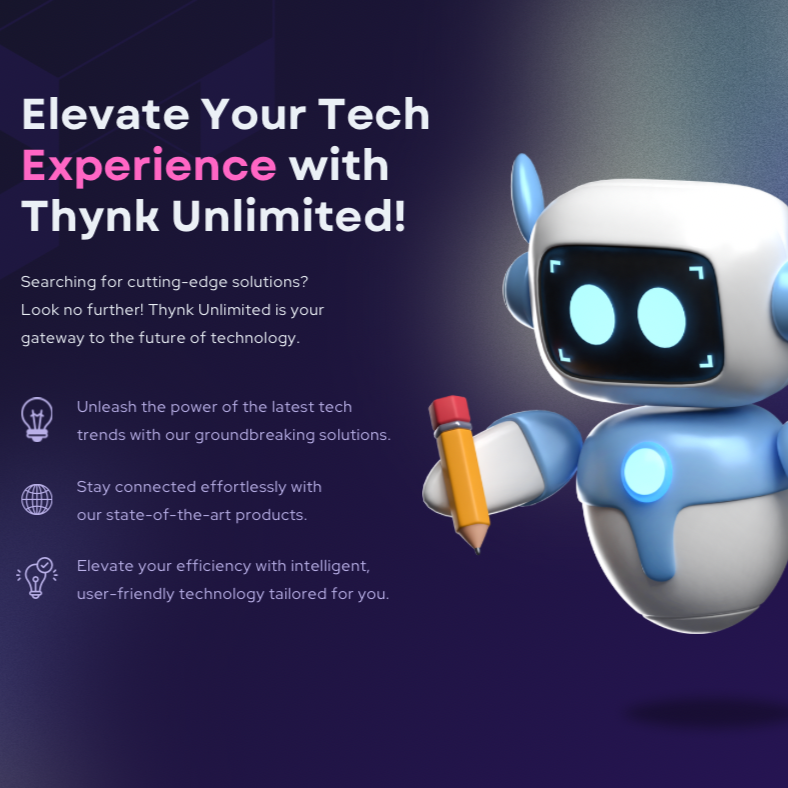 Elevate Your Tech
Experience with
Thynk Unlimited!
Searching for cutting-edge solutions?
Look no further! Thynk Unlimited is your
gateway to the future of technology.
Unleash the power of the latest tech
trends with our groundbreaking solutions.
Stay connected effortlessly with
our state-of-the-art products.
Elevate your efficiency with intelligent,
user-friendly technology tailored for you.